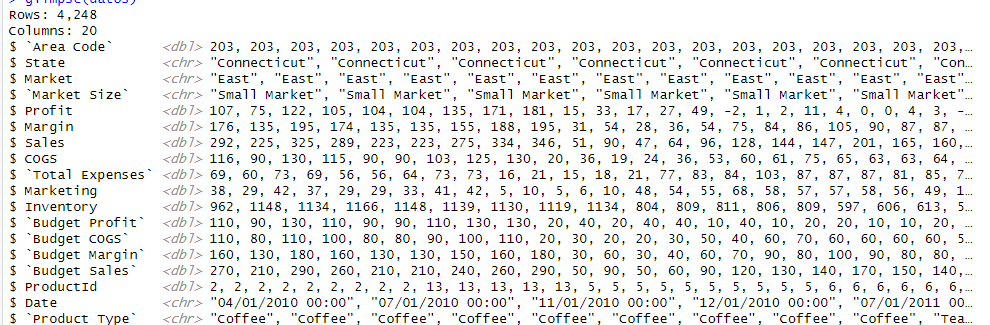 > glimpse(datos)
Rows: 4,248
Columns: 20
$ `Area Code`      <dbl> 203, 203, 203, 203, 203, 203, 203, 203, 203, 203, 203, 203, 203, 203, 203, 203, 203, 203, 203,…
$ State            <chr> "Connecticut", "Connecticut", "Connecticut", "Connecticut", "Connecticut", "Connecticut", "Con…
$ Market           <chr> "East", "East", "East", "East", "East", "East", "East", "East", "East", "East", "East", "East"…
$ `Market Size`    <chr> "Small Market", "Small Market", "Small Market", "Small Market", "Small Market", "Small Market"…
$ Profit           <dbl> 107, 75, 122, 105, 104, 104, 135, 171, 181, 15, 33, 17, 27, 49, -2, 1, 2, 11, 4, 0, 0, 4, 3, -…
$ Margin           <dbl> 176, 135, 195, 174, 135, 135, 155, 188, 195, 31, 54, 28, 36, 54, 75, 84, 86, 105, 90, 87, 87, …
$ Sales            <dbl> 292, 225, 325, 289, 223, 223, 275, 334, 346, 51, 90, 47, 64, 96, 128, 144, 147, 201, 165, 160,…
$ COGS             <dbl> 116, 90, 130, 115, 90, 90, 103, 125, 130, 20, 36, 19, 24, 36, 53, 60, 61, 75, 65, 63, 63, 64, …
$ `Total Expenses` <dbl> 69, 60, 73, 69, 56, 56, 64, 73, 73, 16, 21, 15, 18, 21, 77, 83, 84, 103, 87, 87, 87, 81, 85, 7…
$ Marketing        <dbl> 38, 29, 42, 37, 29, 29, 33, 41, 42, 5, 10, 5, 6, 10, 48, 54, 55, 68, 58, 57, 57, 58, 56, 49, 1…
$ Inventory        <dbl> 962, 1148, 1134, 1166, 1148, 1139, 1130, 1119, 1134, 804, 809, 811, 806, 809, 597, 606, 613, 5…
$ `Budget Profit`  <dbl> 110, 90, 130, 110, 90, 90, 110, 130, 130, 20, 40, 20, 40, 40, 10, 40, 10, 20, 20, 10, 10, 20, …
$ `Budget COGS`    <dbl> 110, 80, 110, 100, 80, 80, 90, 100, 110, 20, 30, 20, 20, 30, 50, 40, 60, 70, 60, 60, 60, 60, 5…
$ `Budget Margin`  <dbl> 160, 130, 180, 160, 130, 130, 150, 160, 180, 30, 60, 30, 40, 60, 70, 90, 80, 100, 90, 80, 80, …
$ `Budget Sales`   <dbl> 270, 210, 290, 260, 210, 210, 240, 260, 290, 50, 90, 50, 60, 90, 120, 130, 140, 170, 150, 140,…
$ ProductId        <dbl> 2, 2, 2, 2, 2, 2, 2, 2, 2, 13, 13, 13, 13, 13, 5, 5, 5, 5, 5, 5, 5, 5, 5, 5, 6, 6, 6, 6, 6, 6,…
$ Date             <chr> "04/01/2010 00:00", "07/01/2010 00:00", "11/01/2010 00:00", "12/01/2010 00:00", "07/01/2011 00…
$ `Product Type`   <chr> "Coffee", "Coffee", "Coffee", "Coffee", "Coffee", "Coffee", "Coffee", "Coffee", "Coffee", "Tea…